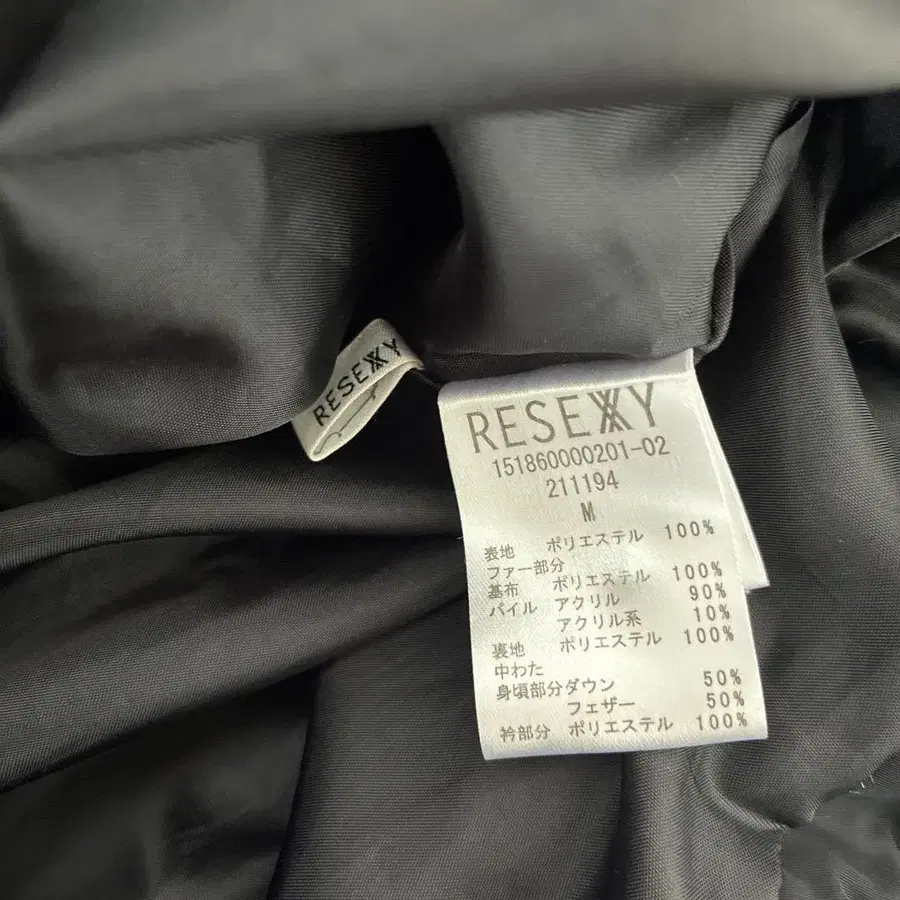 RESEXXY
RESEXXY
151860000201-02
211194
M
表地 ポリエステル 100%
ファー部分
基布 ポリエステル 100%
パイル アクリル 90%
アクリル系 10%
裏地 ポリエステル 100%
中わた
身頃部分ダウン 50%
フェザー 50%
衿部分 ポリエステル 100%